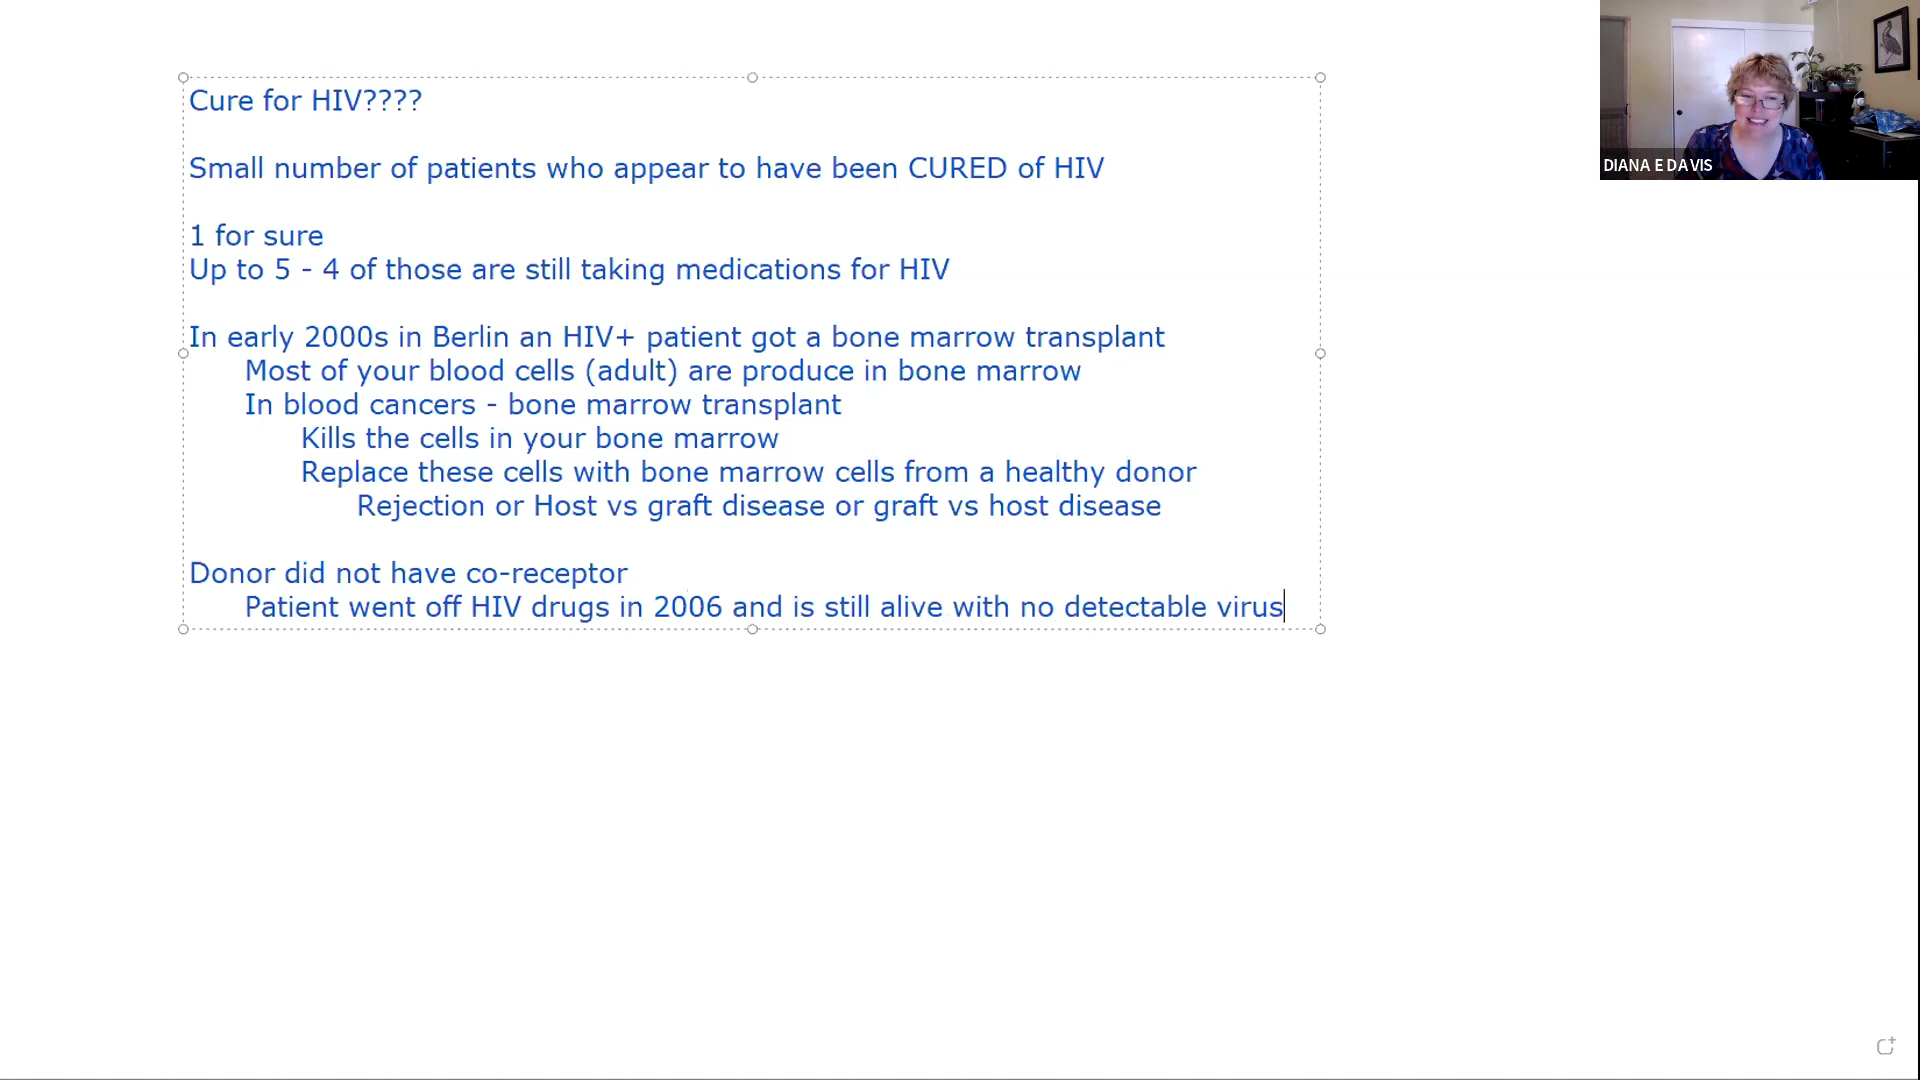 Cure for HIV????
Small number of patients who appear to have been CURED of HIV
1 for sure
Up to 5 - 4 of those are still taking medications for HIV
In early 2000s in Berlin an HIV+ patient got a bone marrow transplant
Most of your blood cells (adult) are produce in bone marrow
In blood cancers - bone marrow transplant
Kills the cells in your bone marrow
Replace these cells with bone marrow cells from a healthy donor
Rejection or Host vs graft disease or graft vs host disease
Donor did not have co-receptor
Patient went off HIV drugs in 2006 and is still alive with no detectable virus
DIANA E DAVIS